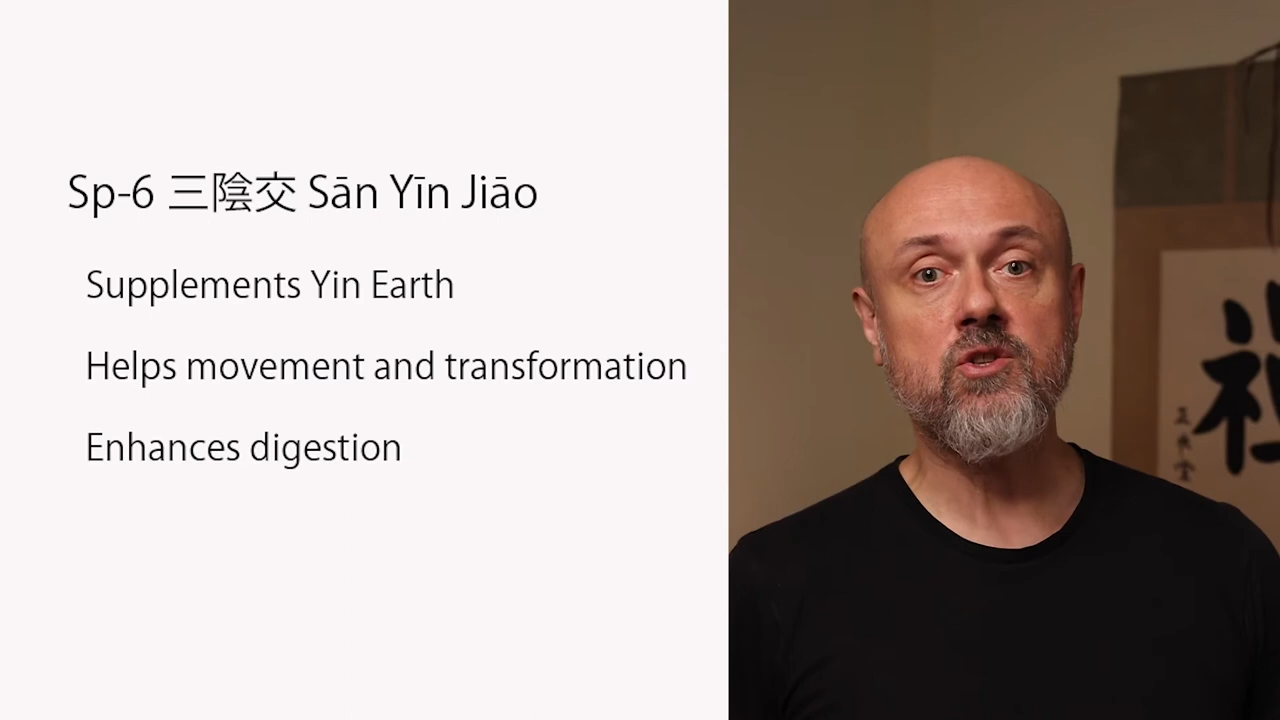 Sp-6 三陰交 Sān Yīn Jiāo
Supplements Yin Earth
Helps movement and transformation
Enhances digestion